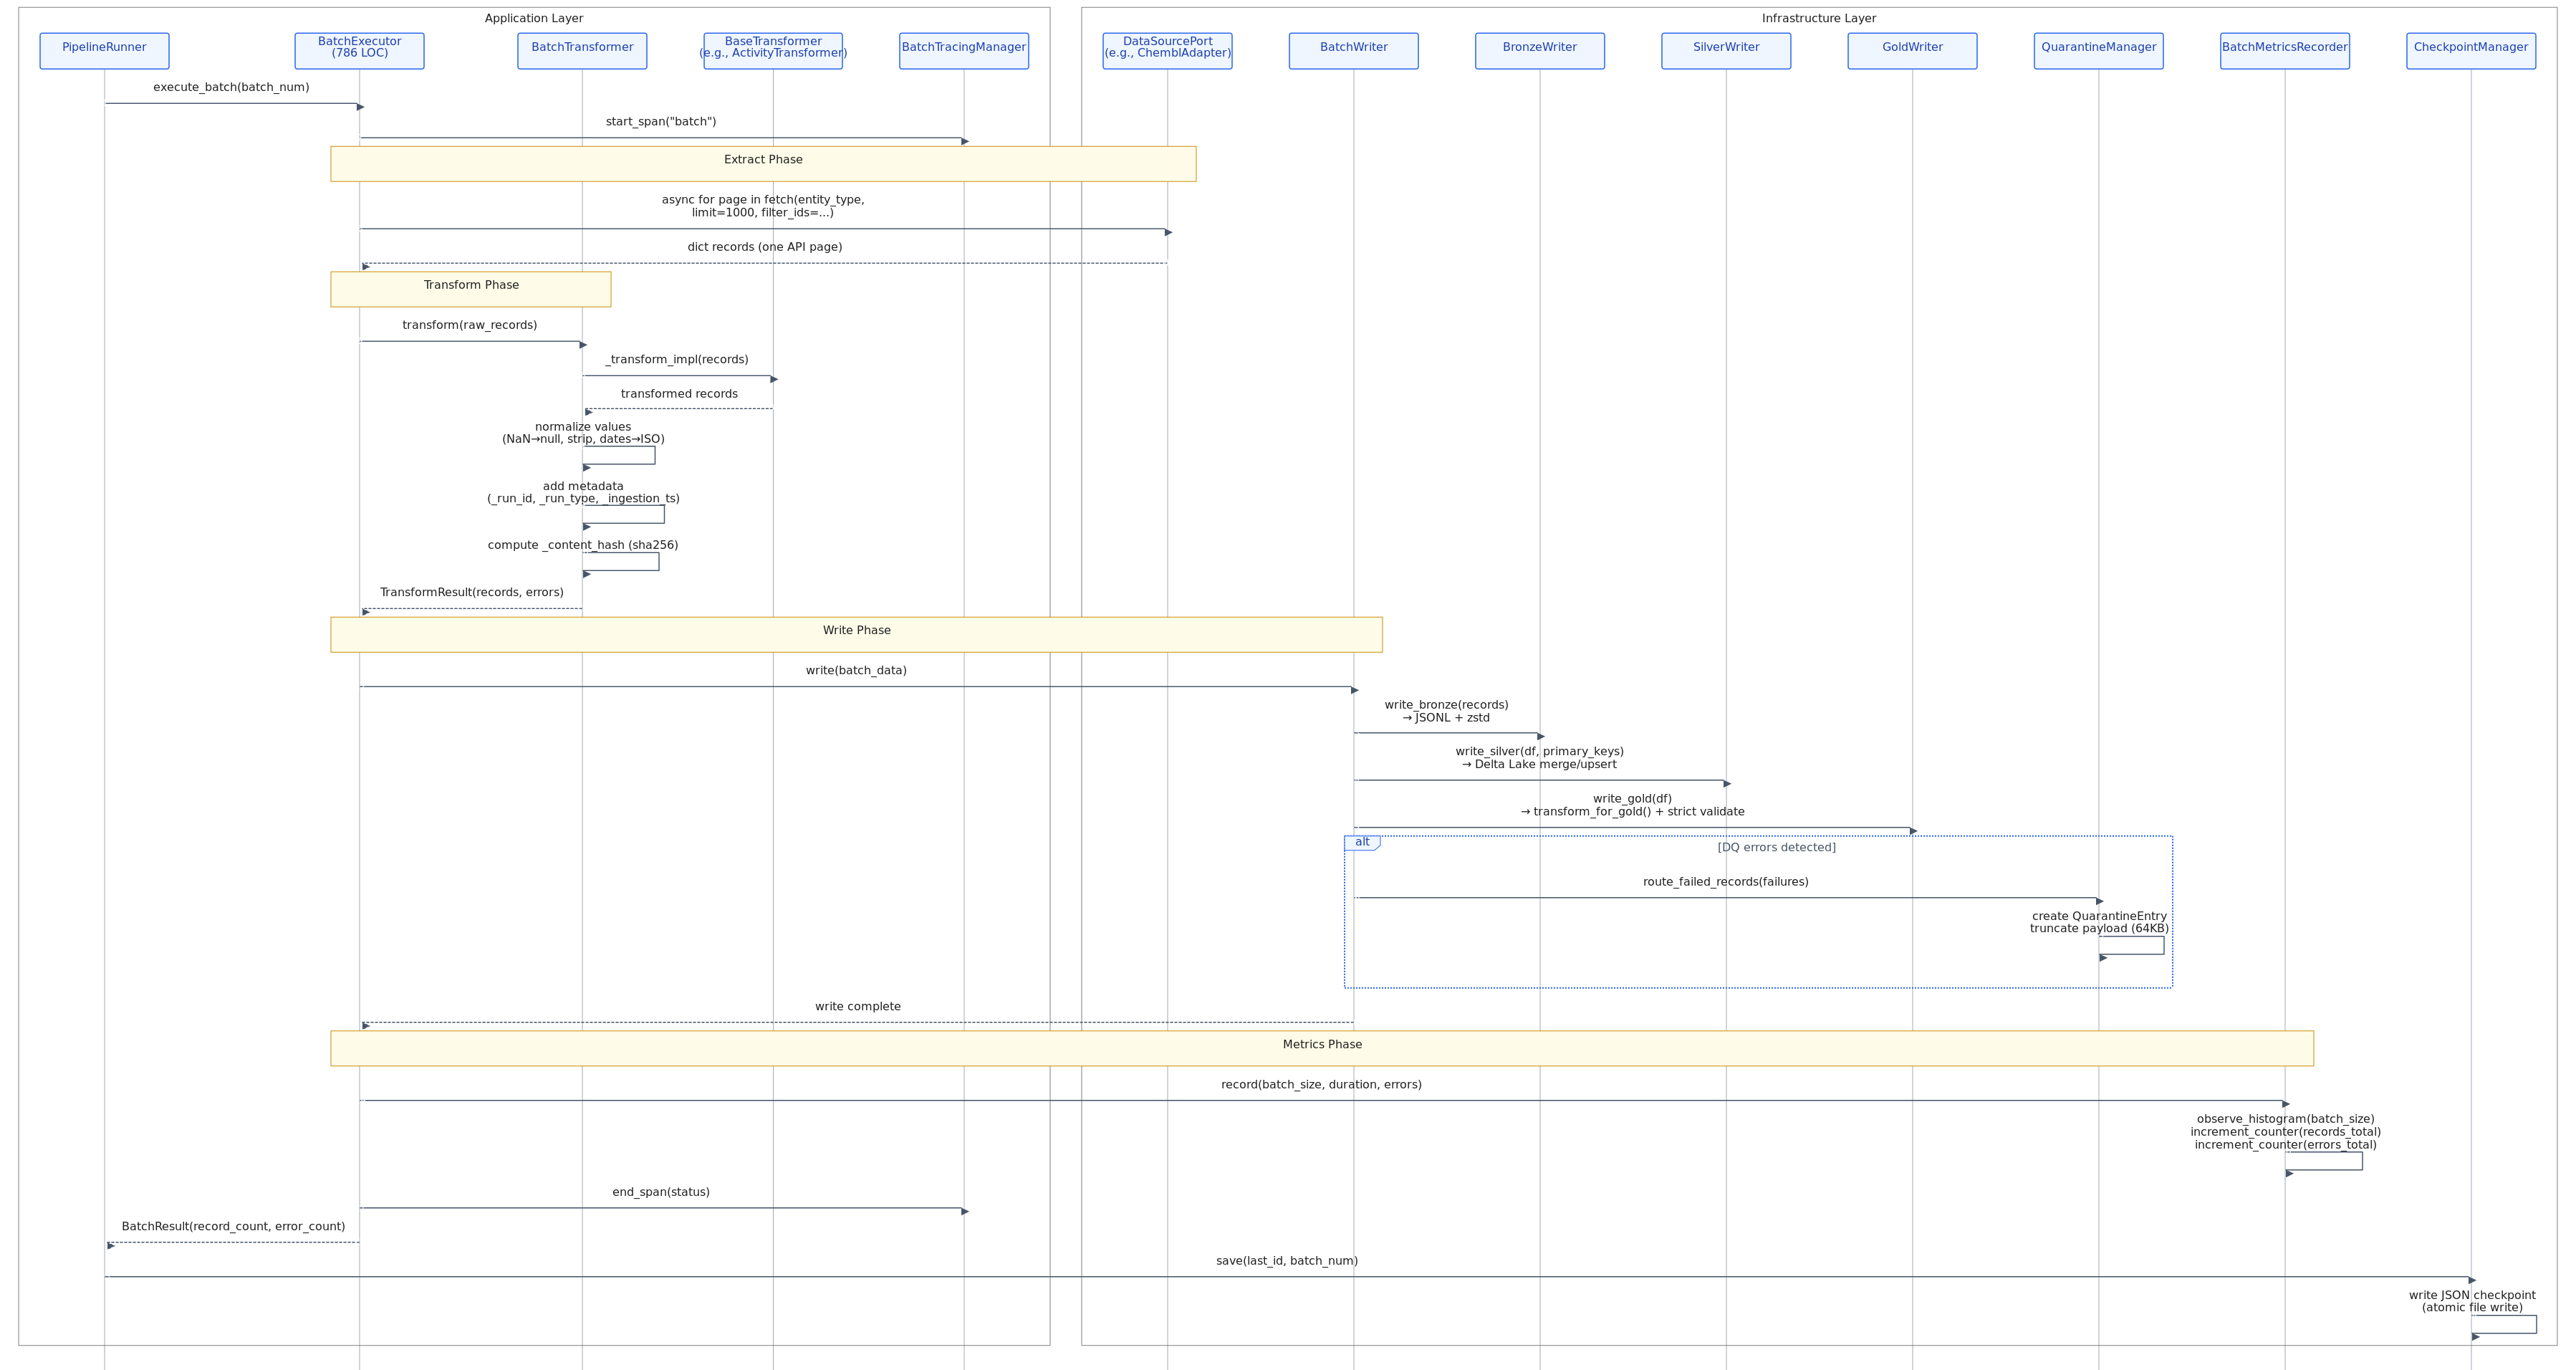 Application Layer
Infrastructure Layer
PipelineRunner
BatchExecutor
(786 LOC)
BatchTransformer
BaseTransformer
(e.g., ActivityTransformer)
BatchTracingManager
DataSourcePort
(e.g., ChemblAdapter)
BatchWriter
BronzeWriter
SilverWriter
GoldWriter
QuarantineManager
BatchMetricsRecorder
CheckpointManager
execute_batch(batch_num)
start_span("batch")
Extract Phase
async for page in fetch(entity_type,
limit=1000, filter_ids=...)
dict records (one API page)
Transform Phase
transform(raw_records)
_transform_impl(records)
transformed records
normalize values
(NaN→null, strip, dates→ISO)
add metadata
(_run_id, _run_type, _ingestion_ts)
compute _content_hash (sha256)
TransformResult(records, errors)
Write Phase
write(batch_data)
write_bronze(records)
→ JSONL + zstd
write_silver(df, primary_keys)
→ Delta Lake merge/upsert
write_gold(df)
→ transform_for_gold() + strict validate
alt
[DQ errors detected]
route_failed_records(failures)
create QuarantineEntry
truncate payload (64KB)
write complete
Metrics Phase
record(batch_size, duration, errors)
observe_histogram(batch_size)
increment_counter(records_total)
increment_counter(errors_total)
end_span(status)
BatchResult(record_count, error_count)
save(last_id, batch_num)
write JSON checkpoint
(atomic file write)